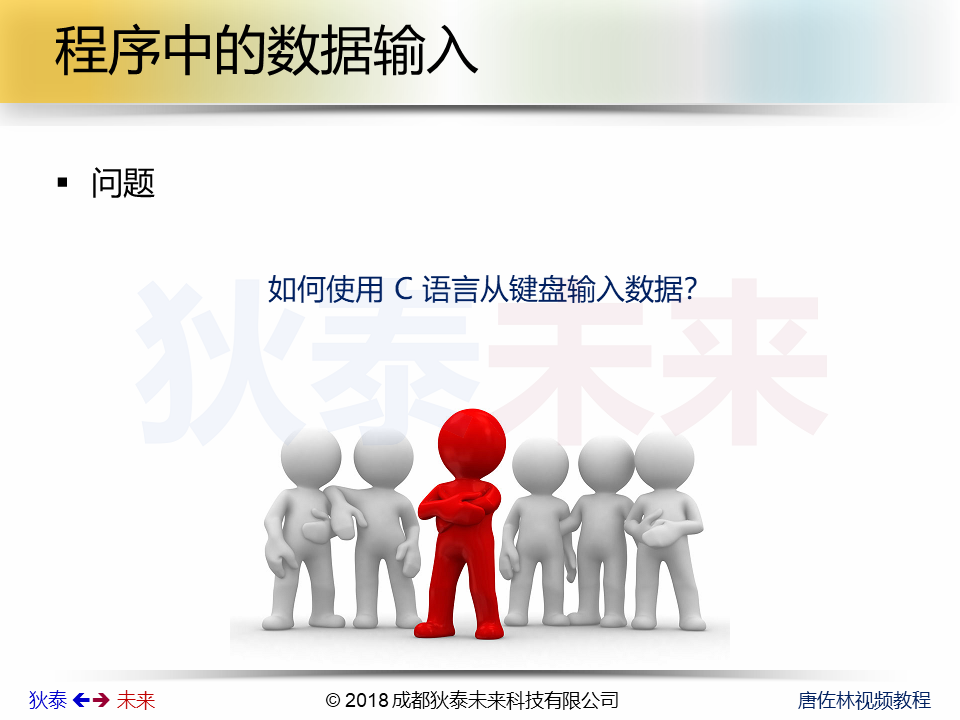 程序中的数据输入
▪ 问题
如何使用 C 语言从键盘输入数据?
狄泰未来
狄泰 未来
© 2018 成都狄泰未来科技有限公司
唐佐林视频教程